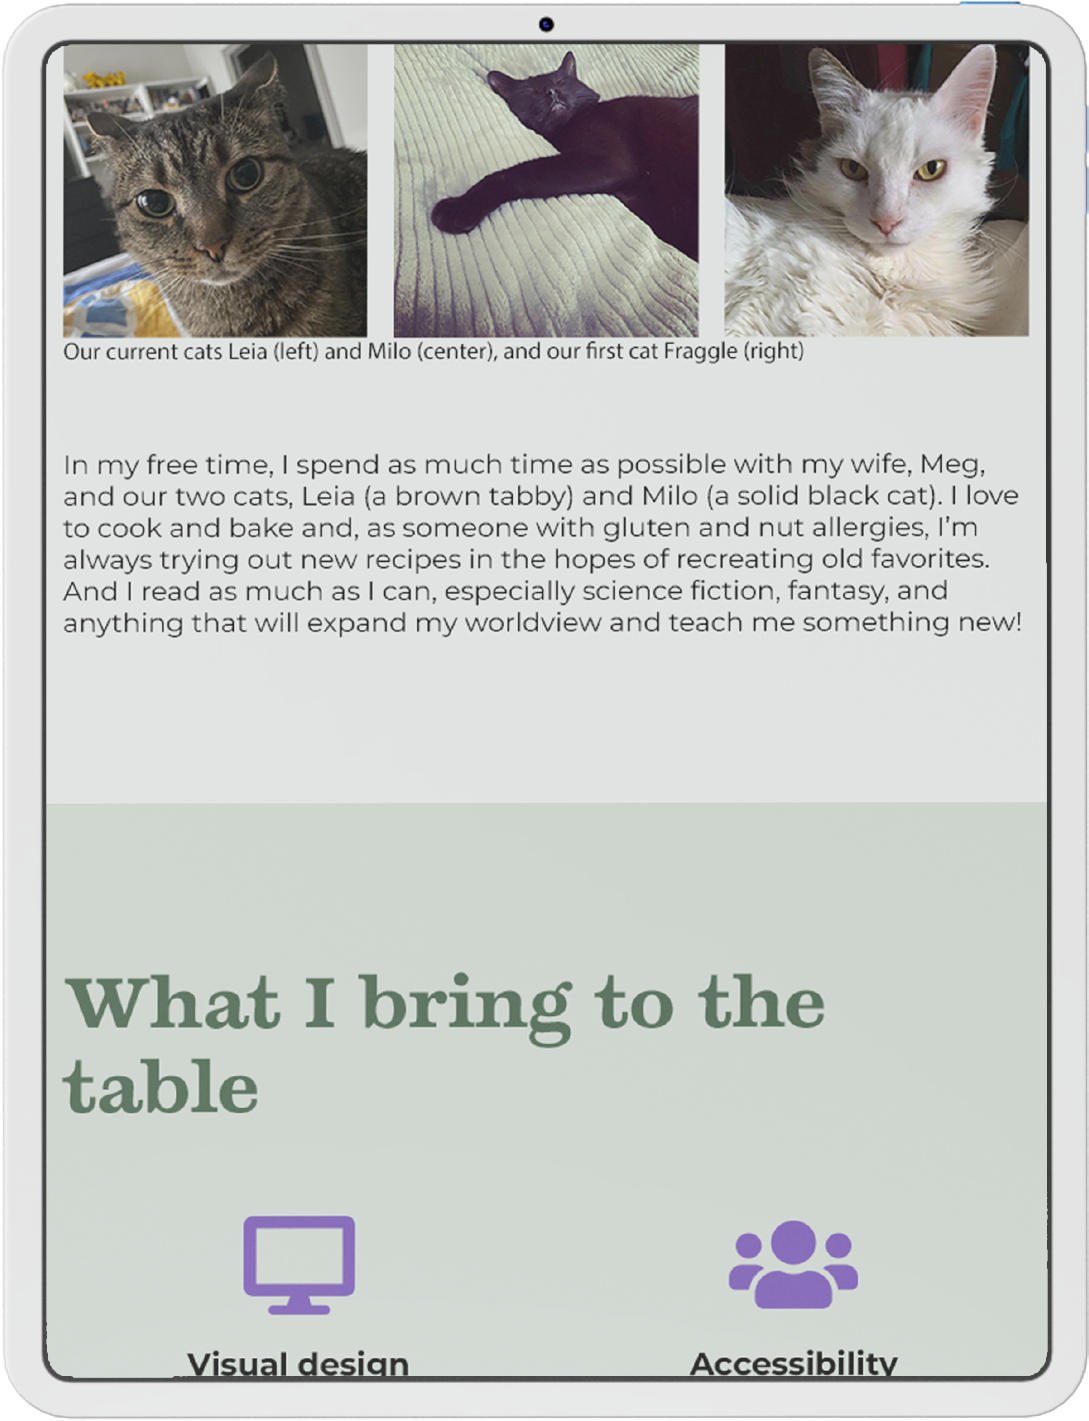 Our current cats Leia (left) and Milo (center), and our first cat Fraggle (right)
In my free time, I spend as much time as possible with my wife, Meg,
and our two cats, Leia (a brown tabby) and Milo (a solid black cat). I love
to cook and bake and, as someone with gluten and nut allergies, I’m
always trying out new recipes in the hopes of recreating old favorites.
And I read as much as I can, especially science fiction, fantasy, and
anything that will expand my worldview and teach me something new!
What I bring to the
table
Visual design
Accessibility